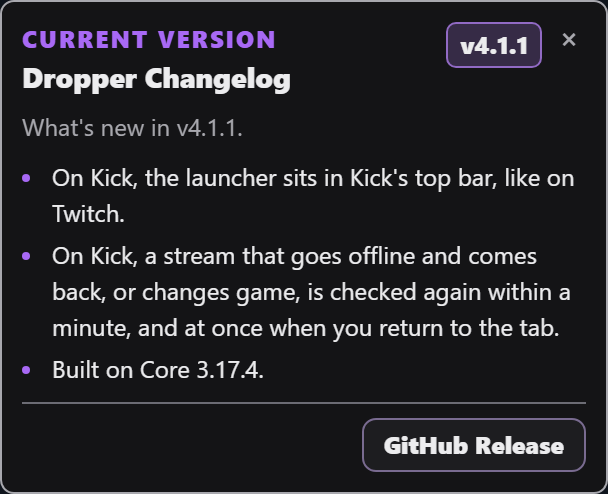 CURRENT VERSION
v4.1.1
×
Dropper Changelog
What's new in v4.1.1.
• On Kick, the launcher sits in Kick's top bar, like on
Twitch.
• On Kick, a stream that goes offline and comes
back, or changes game, is checked again within a
minute, and at once when you return to the tab.
• Built on Core 3.17.4.
GitHub Release